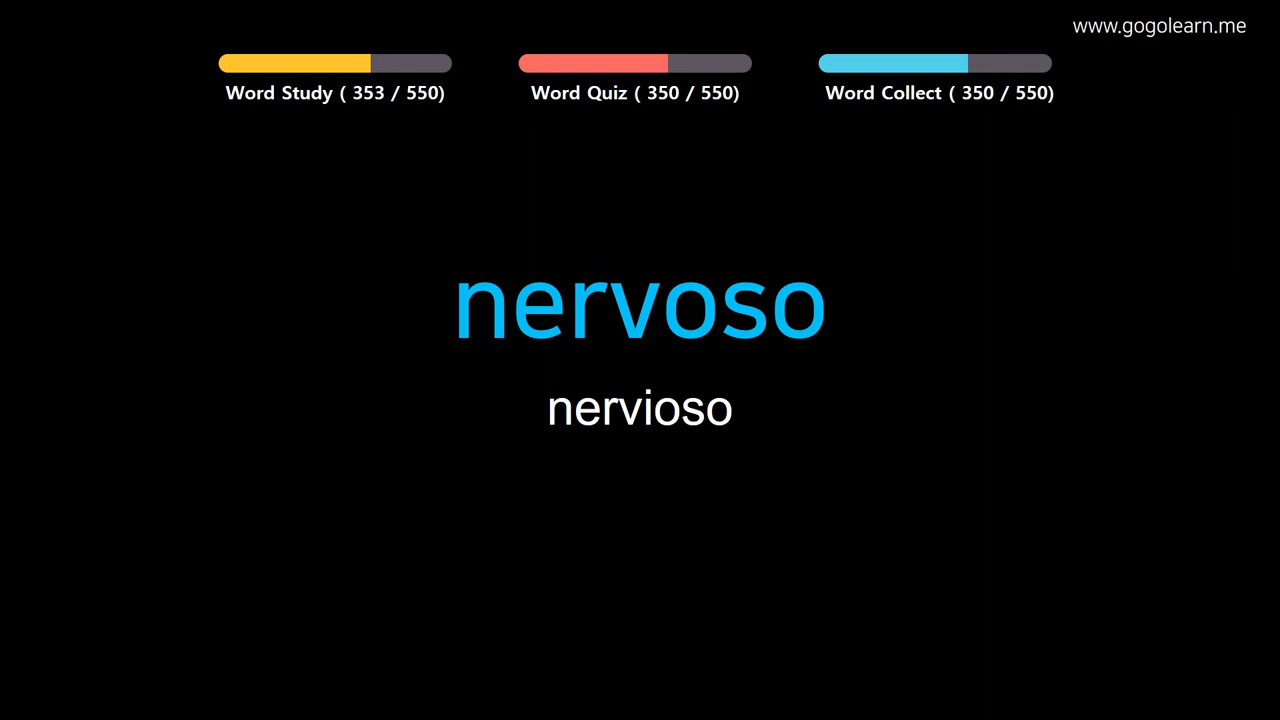 www.gogolearn.me
Word Study ( 353 / 550)
Word Quiz ( 350 / 550)
Word Collect ( 350 / 550)
nervoso
nervioso